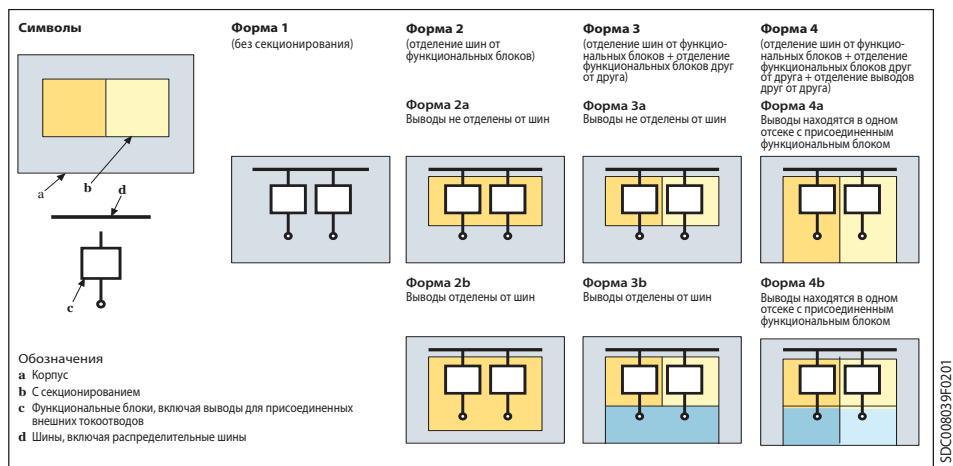 Символы
Форма 1
(без секционирования)
Форма 2
(отделение шин от
функциональных блоков)
Форма 3
(отделение шин от функцио-
нальных блоков + отделение
функциональных блоков друг
от друга)
Форма 4
(отделение шин от функцио-
нальных блоков + отделение
функциональных блоков друг
от друга + отделение выводов
друг от друга)
Форма 2a
Выводы не отделены от шин
Форма 3a
Выводы не отделены от шин
Форма 4a
Выводы находятся в одном
отсеке с присоединенным
функциональным блоком
a
b
d
c
Форма 2b
Выводы отделены от шин
Форма 3b
Выводы отделены от шин
Форма 4b
Выводы находятся в одном
отсеке с присоединенным
функциональным блоком
Обозначения
a Корпус
b С секционированием
c Функциональные блоки, включая выводы для присоединенных
внешних токоотводов
d Шины, включая распределительные шины
SDC008039F0201